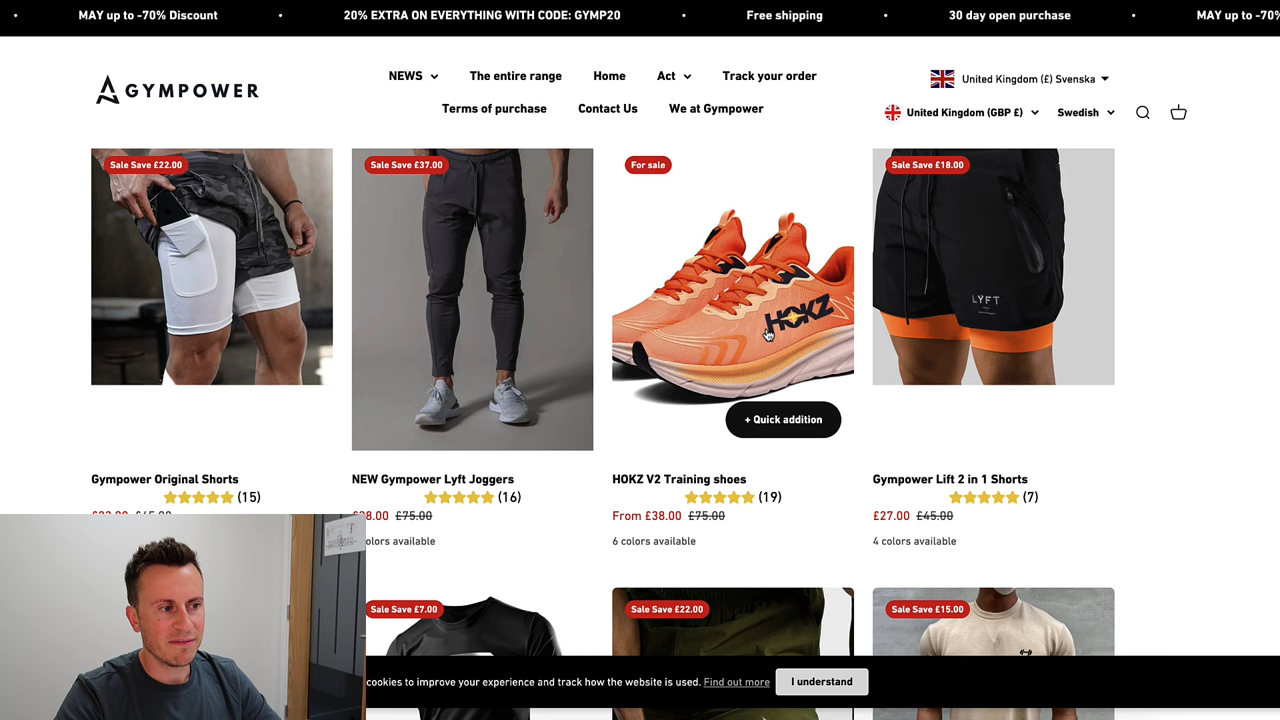 MAY up to -70% Discount • 20% EXTRA ON EVERYTHING WITH CODE: GYMP20 • Free shipping • 30 day open purchase • MAY up to -70%
GYMPOWER
NEWS The entire range Home Act Track your order
Terms of purchase Contact Us We at Gympower
United Kingdom (£) Svenska
United Kingdom (GBP £) Swedish
Sale Save £22.00 Sale Save £37.00 For sale Sale Save £18.00
HOKZ
LYFT
+ Quick addition
Gympower Original Shorts NEW Gympower Lyft Joggers HOKZ V2 Training shoes Gympower Lift 2 in 1 Shorts
(15) (16) (19) (7)
£75.00 From £38.00 £75.00 £27.00 £45.00
colors available 6 colors available 4 colors available
Sale Save £7.00 Sale Save £22.00 Sale Save £15.00
cookies to improve your experience and track how the website is used. Find out more I understand